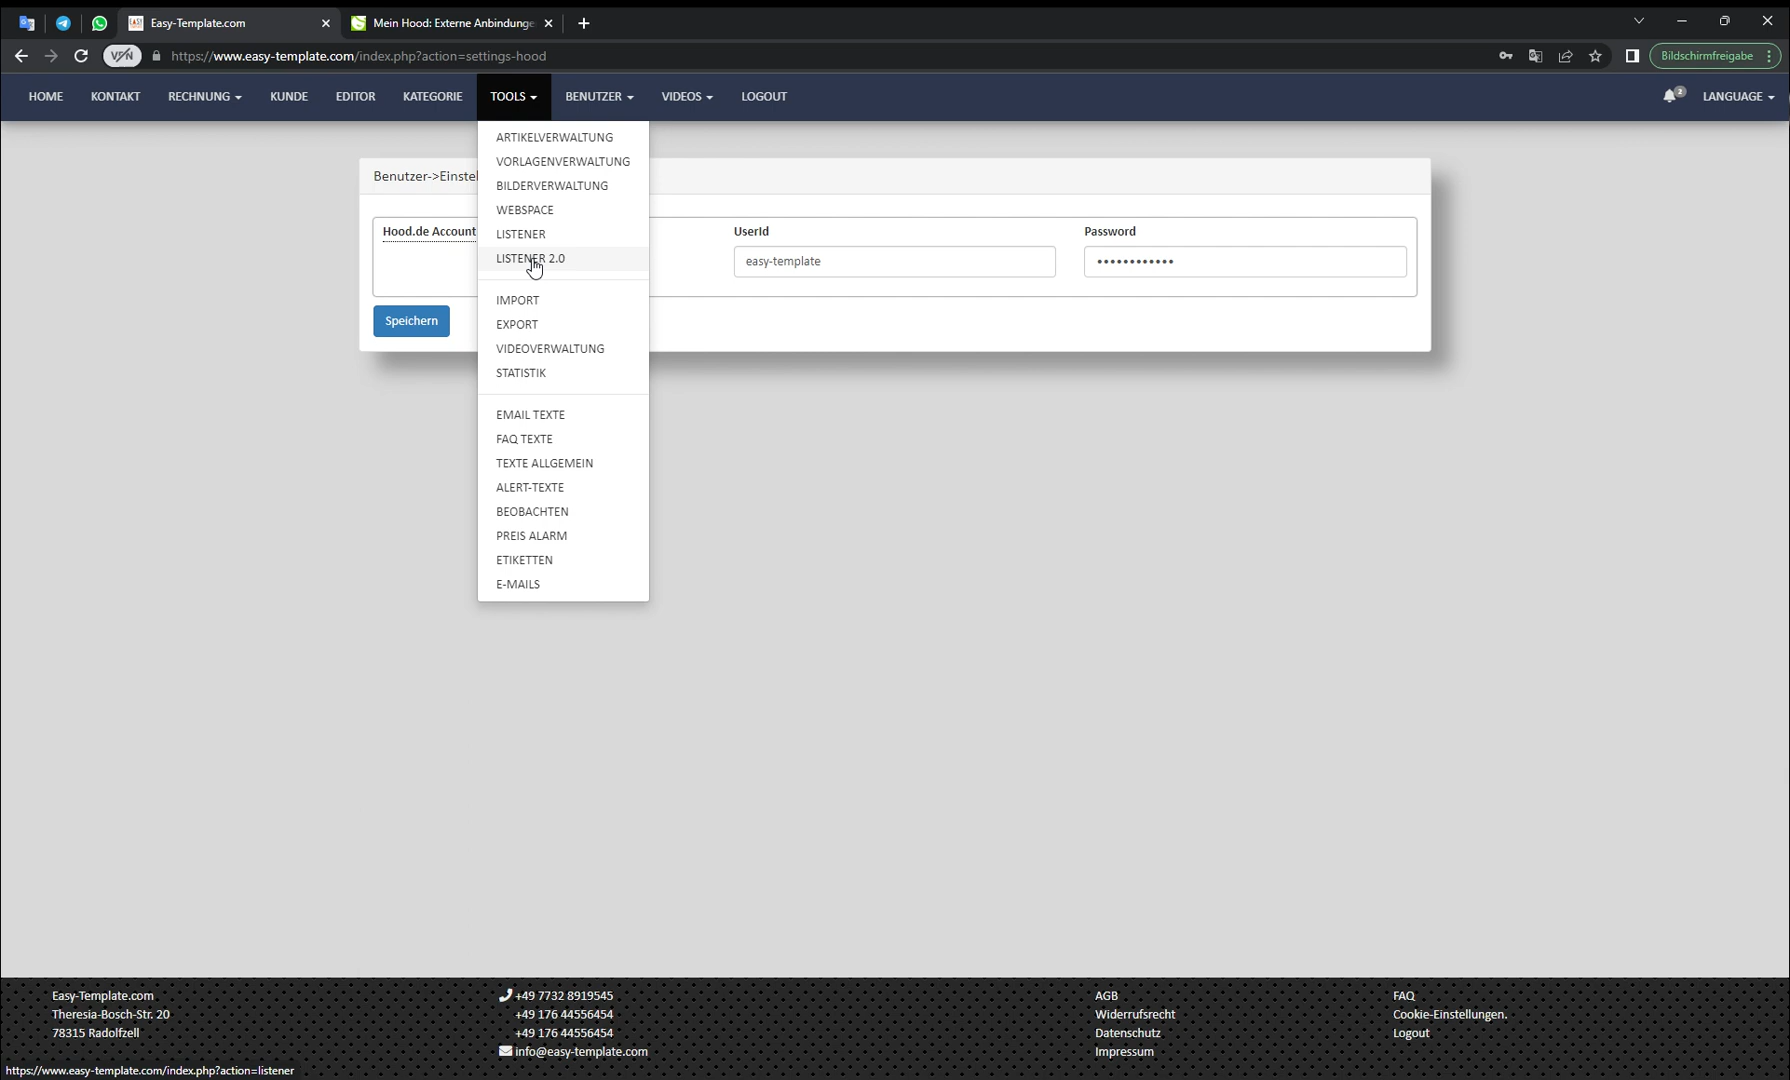 Easy-Template.com
Mein Hood: Externe Anbindunge
VPN
https://www.easy-template.com/index.php?action=settings-hood
Bildschirmfreigabe
HOME KONTAKT RECHNUNG KUNDE EDITOR KATEGORIE TOOLS BENUTZER VIDEOS LOGOUT 2 LANGUAGE
ARTIKELVERWALTUNG
VORLAGENVERWALTUNG
BILDERVERWALTUNG
WEBSPACE
LISTENER
LISTENER 2.0
IMPORT
EXPORT
VIDEOVERWALTUNG
STATISTIK
EMAIL TEXTE
FAQ TEXTE
TEXTE ALLGEMEIN
ALERT-TEXTE
BEOBACHTEN
PREIS ALARM
ETIKETTEN
E-MAILS
Benutzer->Einstel
Hood.de Account
UserId
easy-template
Password
Speichern
Easy-Template.com
Theresia-Bosch-Str. 20
78315 Radolfzell
+49 7732 8919545
+49 176 44556454
+49 176 44556454
info@easy-template.com
AGB
Widerrufsrecht
Datenschutz
Impressum
FAQ
Cookie-Einstellungen.
Logout
https://www.easy-template.com/index.php?action=listener